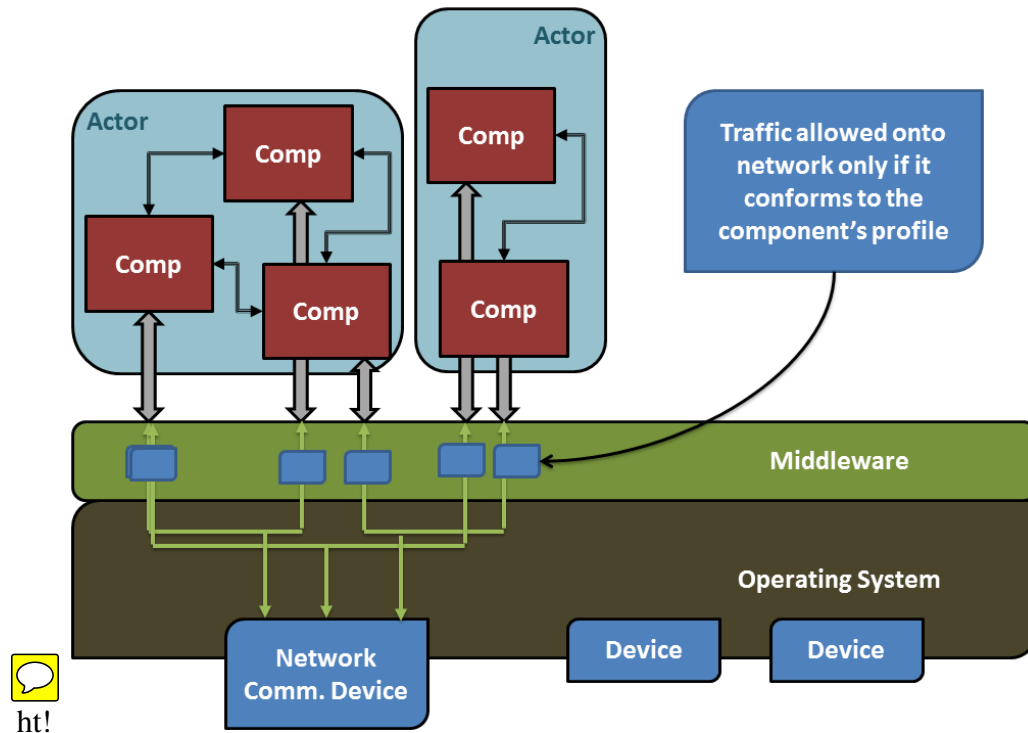 Actor
Actor
Comp
Comp
Comp
Comp
Comp
Traffic allowed onto
network only if it
conforms to the
component's profile
Middleware
Operating System
Network
Comm. Device
Device
Device
ht!